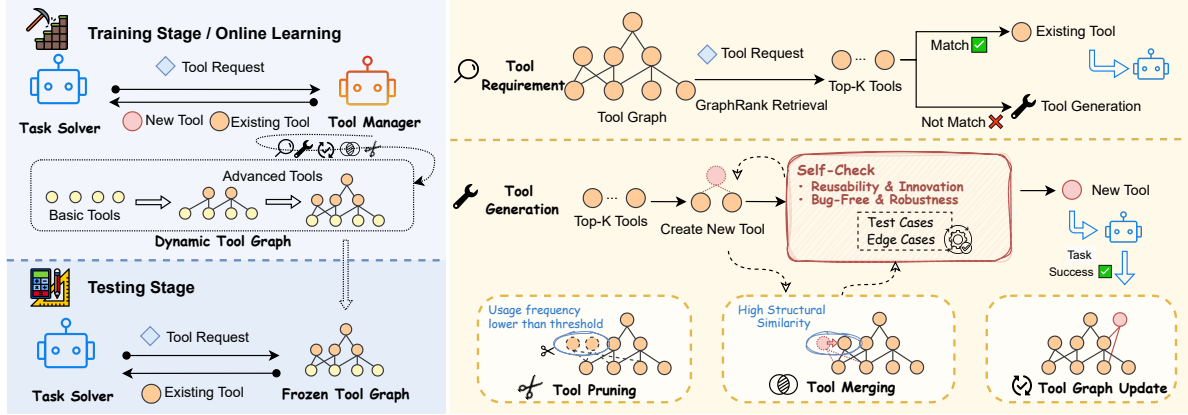 Training Stage / Online Learning
Tool Request
Task Solver
Tool Manager
New Tool
Existing Tool
Advanced Tools
Basic Tools
Dynamic Tool Graph
Testing Stage
Tool Request
Task Solver
Existing Tool
Frozen Tool Graph
Tool
Requirement
Tool Graph
Tool Request
GraphRank Retrieval
Top-K Tools
Match
Not Match
Existing Tool
Tool Generation
Tool
Generation
Top-K Tools
Create New Tool
Self-Check
• Reusability & Innovation
• Bug-Free & Robustness
Test Cases
Edge Cases
New Tool
Task
Success
Usage frequency
lower than threshold
Tool Pruning
High Structural
Similarity
Tool Merging
Tool Graph Update